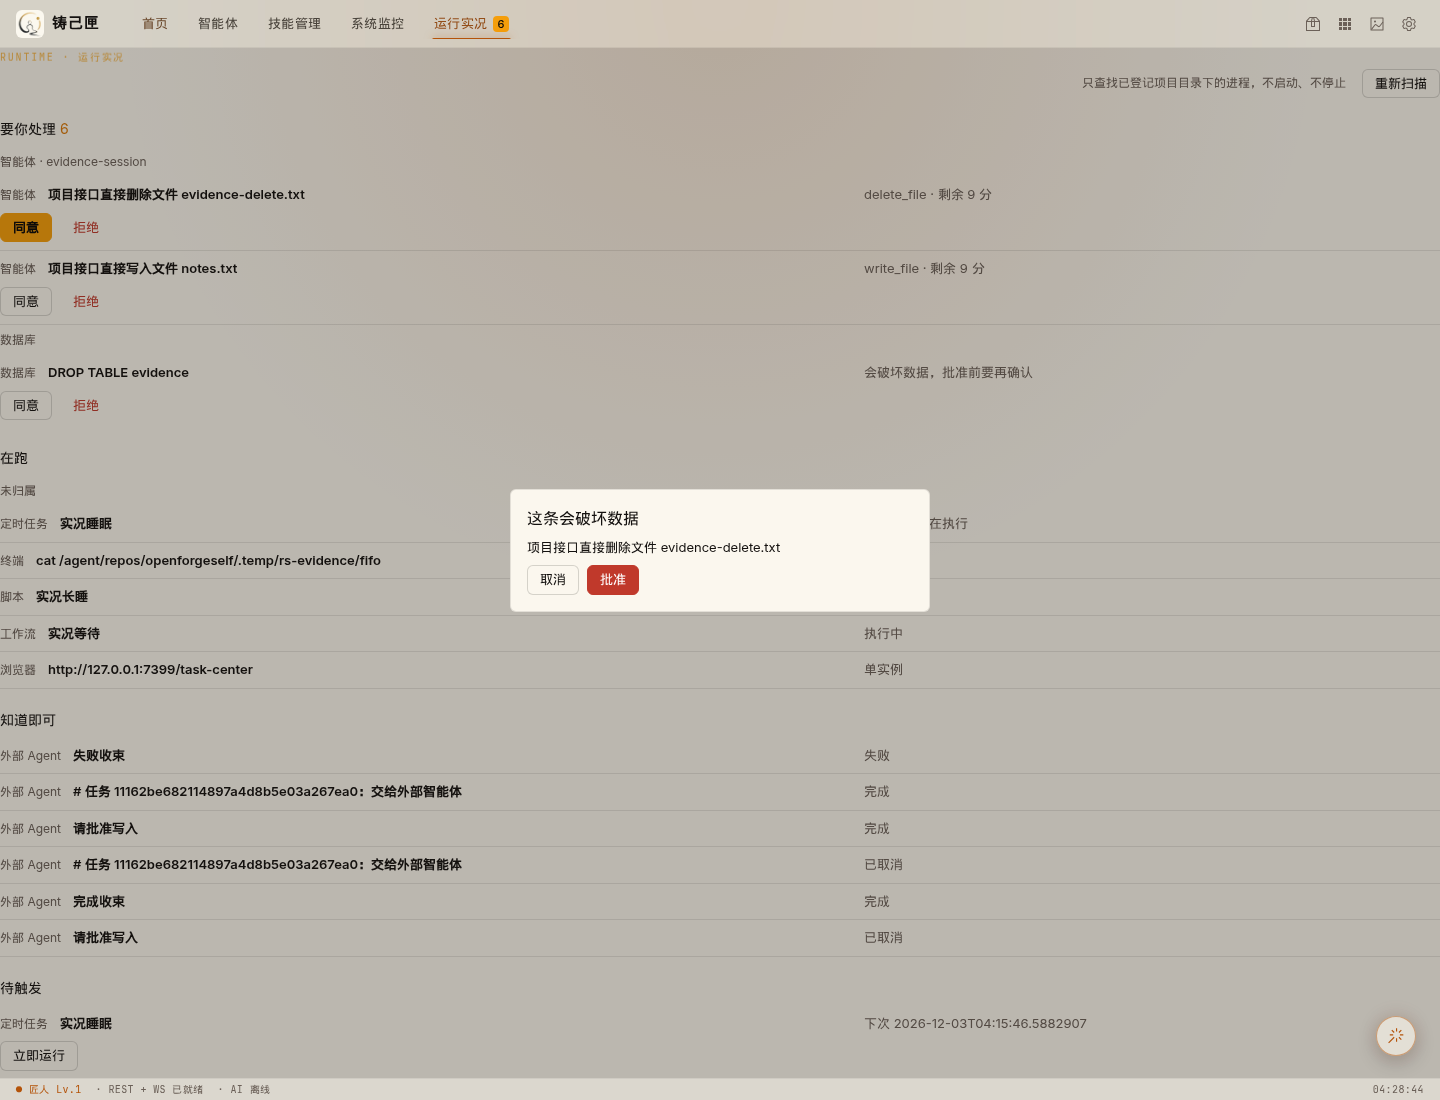 铸己匣 首页 智能体 技能管理 系统监控 运行实况 6
RUNTIME · 运行实况
只查找已登记项目目录下的进程，不启动、不停止 重新扫描
要你处理 6
智能体 · evidence-session
智能体 项目接口直接删除文件 evidence-delete.txt delete_file · 剩余 9 分
同意 拒绝
智能体 项目接口直接写入文件 notes.txt write_file · 剩余 9 分
同意 拒绝
数据库
数据库 DROP TABLE evidence 会破坏数据，批准前要再确认
同意 拒绝
在跑
未归属
定时任务 实况睡眠 在执行
终端 cat /agent/repos/openforgeself/.temp/rs-evidence/fifo
脚本 实况长睡
工作流 实况等待 执行中
浏览器 http://127.0.0.1:7399/task-center 单实例
这条会破坏数据
项目接口直接删除文件 evidence-delete.txt
取消 批准
知道即可
外部 Agent 失败收束 失败
外部 Agent # 任务 11162be682114897a4d8b5e03a267ea0：交给外部智能体 完成
外部 Agent 请批准写入 完成
外部 Agent # 任务 11162be682114897a4d8b5e03a267ea0：交给外部智能体 已取消
外部 Agent 完成收束 完成
外部 Agent 请批准写入 已取消
待触发
定时任务 实况睡眠 下次 2026-12-03T04:15:46.5882907
立即运行
匠人 Lv.1 · REST + WS 已就绪 · AI 离线 04:28:44